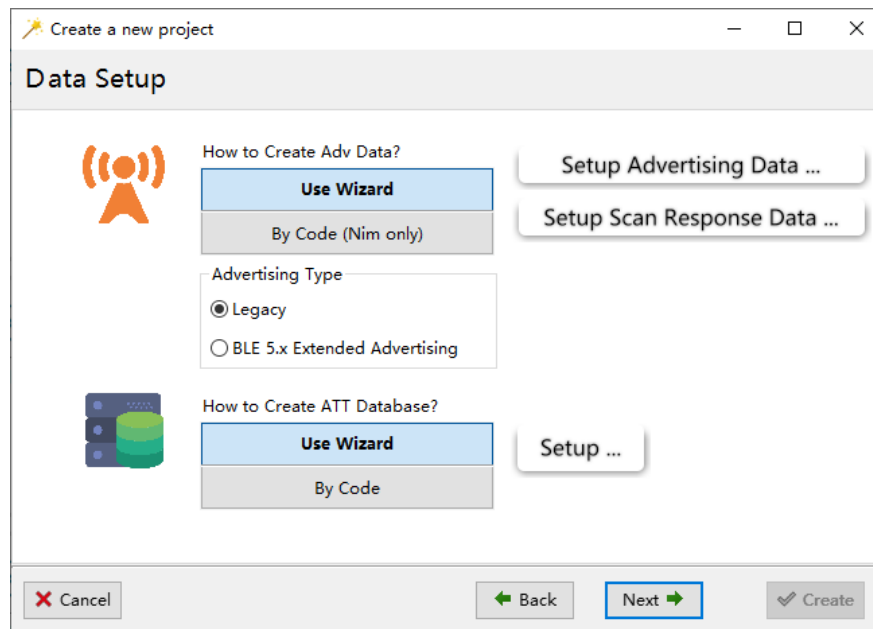 Create a new project
Data Setup
How to Create Adv Data?
Use Wizard
By Code (Nim only)
Setup Advertising Data ...
Setup Scan Response Data ...
Advertising Type
Legacy
BLE 5.x Extended Advertising
How to Create ATT Database?
Use Wizard
By Code
Setup ...
Cancel
Back
Next
Create